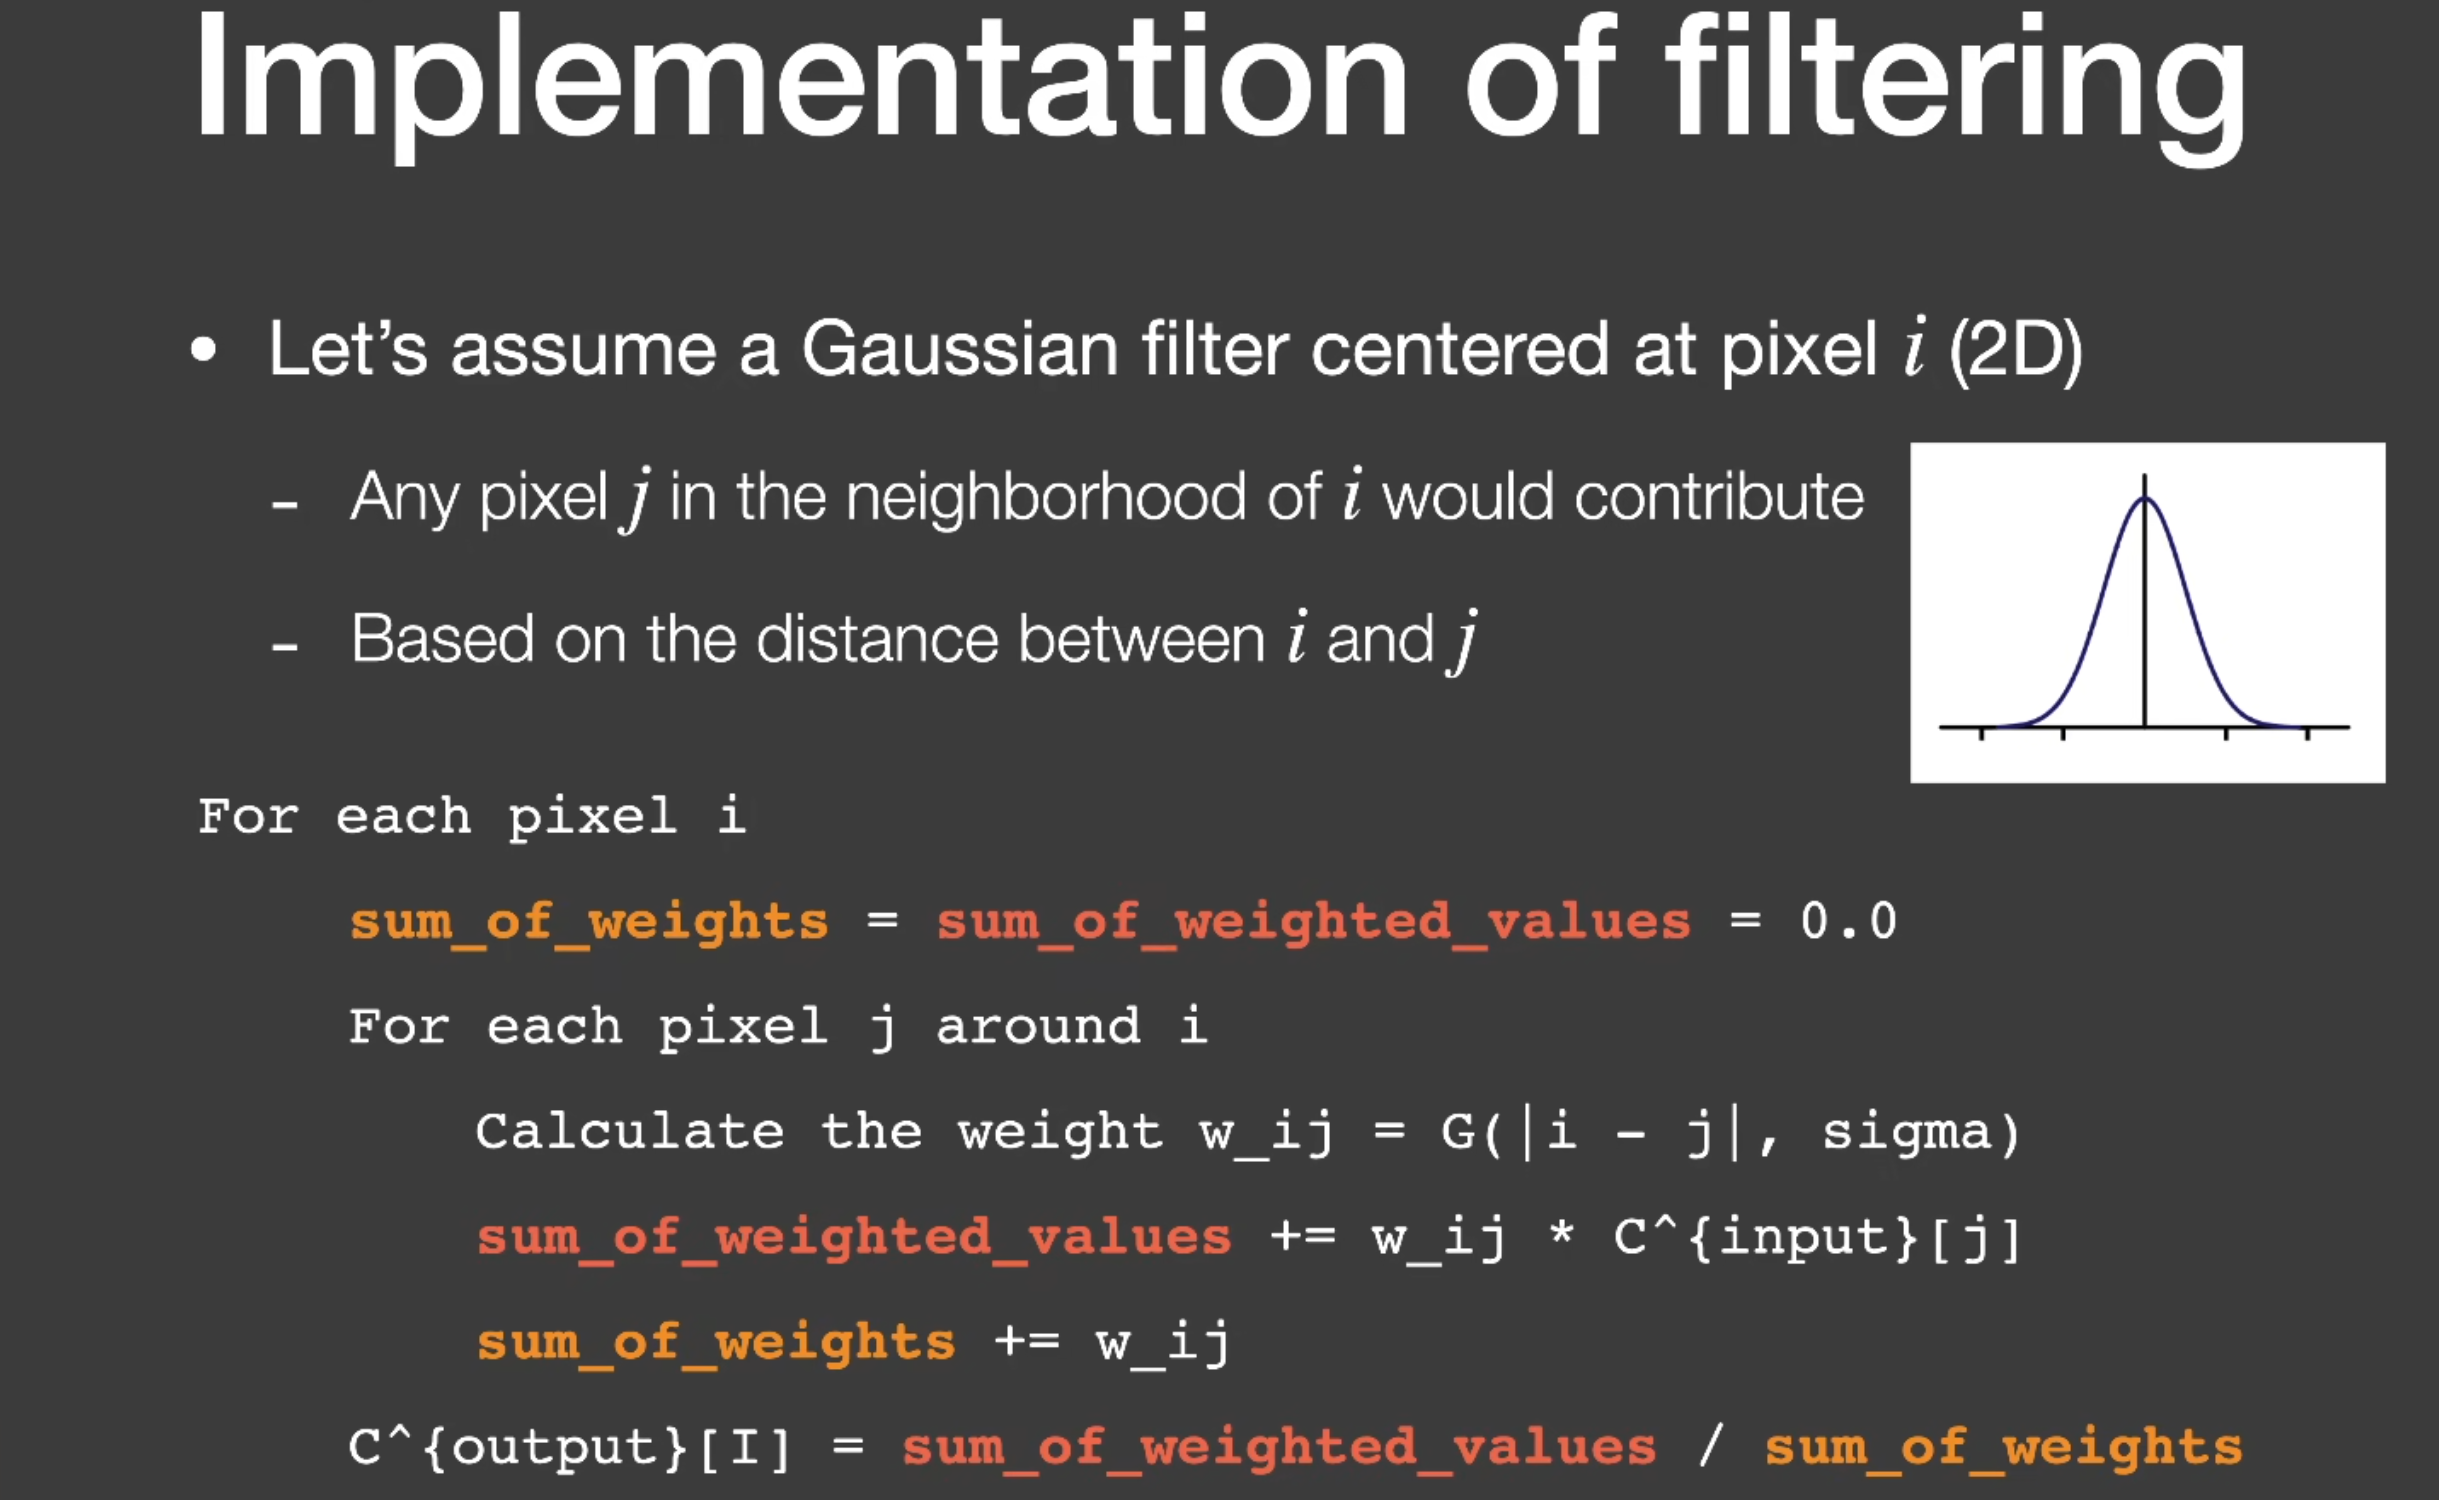 Implementation of filtering
• Let’s assume a Gaussian filter centered at pixel i (2D)
- Any pixel j in the neighborhood of i would contribute
- Based on the distance between i and j
For each pixel i
sum_of_weights = sum_of_weighted_values = 0.0
For each pixel j around i
Calculate the weight w_ij = G(|i - j|, sigma)
sum_of_weighted_values += w_ij * C^{input}[j]
sum_of_weights += w_ij
C^{output}[I] = sum_of_weighted_values / sum_of_weights